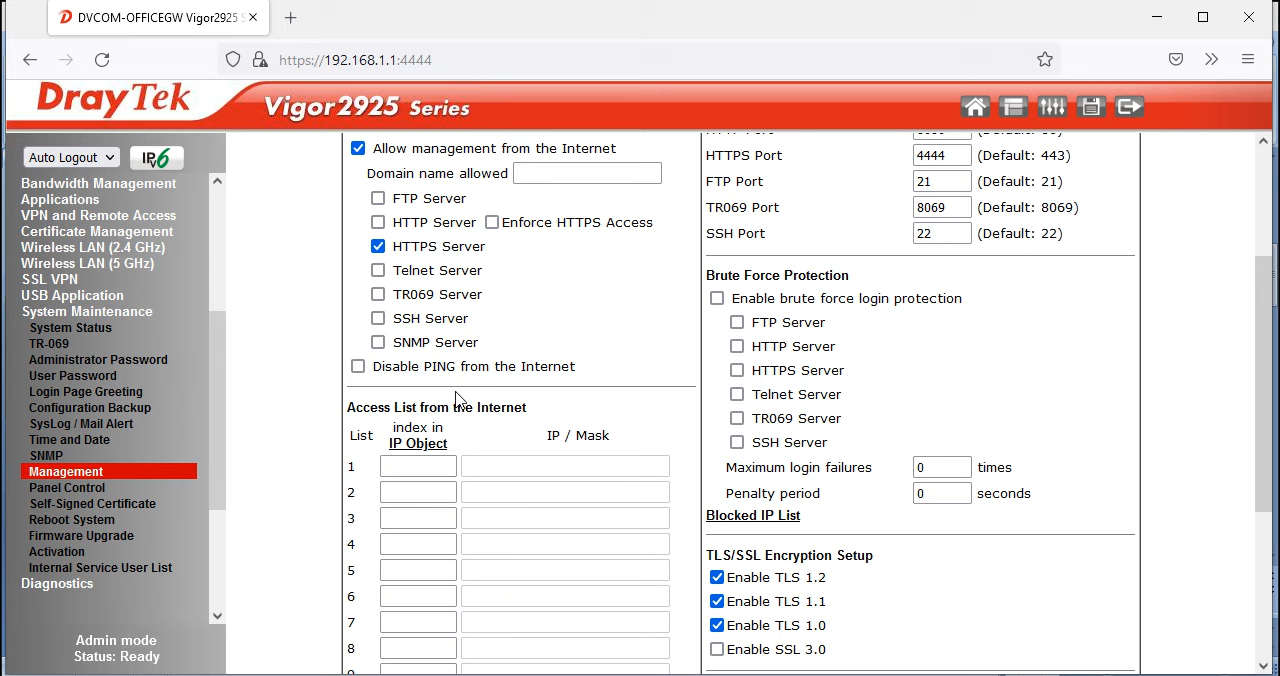 DVCOM-OFFICEGW Vigor2925 S
https://192.168.1.1:4444
DrayTek
Vigor2925 Series
Auto Logout
IPv6
Bandwidth Management
Applications
VPN and Remote Access
Certificate Management
Wireless LAN (2.4 GHz)
Wireless LAN (5 GHz)
SSL VPN
USB Application
System Maintenance
System Status
TR-069
Administrator Password
User Password
Login Page Greeting
Configuration Backup
SysLog / Mail Alert
Time and Date
SNMP
Management
Panel Control
Self-Signed Certificate
Reboot System
Firmware Upgrade
Activation
Internal Service User List
Diagnostics
Admin mode
Status: Ready
Allow management from the Internet
Domain name allowed
FTP Server
HTTP Server Enforce HTTPS Access
HTTPS Server
Telnet Server
TR069 Server
SSH Server
SNMP Server
Disable PING from the Internet
Access List from the Internet
List index in IP Object IP / Mask
1
2
3
4
5
6
7
8
HTTPS Port 4444 (Default: 443)
FTP Port 21 (Default: 21)
TR069 Port 8069 (Default: 8069)
SSH Port 22 (Default: 22)
Brute Force Protection
Enable brute force login protection
FTP Server
HTTP Server
HTTPS Server
Telnet Server
TR069 Server
SSH Server
Maximum login failures 0 times
Penalty period 0 seconds
Blocked IP List
TLS/SSL Encryption Setup
Enable TLS 1.2
Enable TLS 1.1
Enable TLS 1.0
Enable SSL 3.0